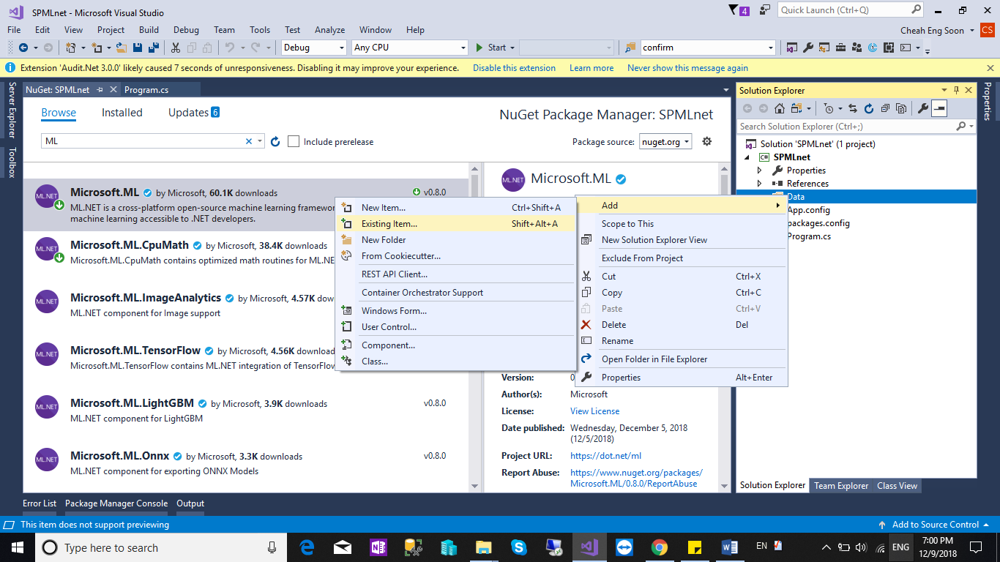 SPMLnet - Microsoft Visual Studio
4
Quick Launch (Ctrl+Q)
File Edit View Project Build Debug Team Tools Test Analyze Window Help
Cheah Eng Soon CS
Debug Any CPU Start confirm
Extension 'Audit.Net 3.0.0' likely caused 7 seconds of unresponsiveness. Disabling it may improve your experience. Disable this extension Learn more Never show this message again
Server Explorer
Toolbox
NuGet: SPMLnet Program.cs
Browse Installed Updates 6
NuGet Package Manager: SPMLnet
ML
Include prerelease
Package source: nuget.org
ML.NET
Microsoft.ML by Microsoft, 60.1K downloads v0.8.0
ML.NET is a cross-platform open-source machine learning framework
machine learning accessible to .NET developers.
ML.NET
Microsoft.ML.CpuMath by Microsoft, 38.4K downloads
Microsoft.ML.CpuMath contains optimized math routines for ML.NE
ML.NET
Microsoft.ML.ImageAnalytics by Microsoft, 4.57K dow
ML.NET component for Image support
ML.NET
Microsoft.ML.TensorFlow by Microsoft, 4.56K downloa
Microsoft.ML.TensorFlow contains ML.NET integration of TensorFlow
ML.NET
Microsoft.ML.LightGBM by Microsoft, 3.9K downloads v0.8.0
ML.NET component for LightGBM
ML.NET
Microsoft.ML.Onnx by Microsoft, 3.3K downloads v0.8.0
ML.NET component for exporting ONNX Models
ML.NET
Microsoft.ML
New Item... Ctrl+Shift+A
Existing Item... Shift+Alt+A
New Folder
From Cookiecutter...
REST API Client...
Container Orchestrator Support
Windows Form...
User Control...
Component...
Class...
Add
Scope to This
New Solution Explorer View
Exclude From Project
Cut Ctrl+X
Copy Ctrl+C
Paste Ctrl+V
Delete Del
Rename
Open Folder in File Explorer
Properties Alt+Enter
Version: 0
Author(s): Microsoft
License: View License
Date published: Wednesday, December 5, 2018
(12/5/2018)
Project URL: https://dot.net/ml
Report Abuse: https://www.nuget.org/packages/
Microsoft.ML/0.8.0/ReportAbuse
Solution Explorer
Search Solution Explorer (Ctrl+;)
Solution 'SPMLnet' (1 project)
C# SPMLnet
Properties
References
Data
App.config
packages.config
Program.cs
Solution Explorer Team Explorer Class View
Properties
Error List Package Manager Console Output
This item does not support previewing
Add to Source Control
Type here to search
EN
ENG
7:00 PM
12/9/2018